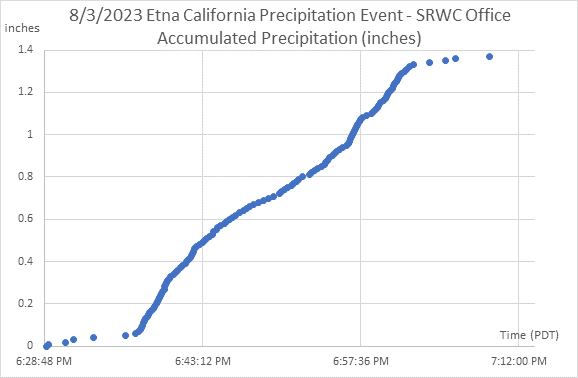 8/3/2023 Etna California Precipitation Event - SRWC Office
Accumulated Precipitation (inches)
inches
1.4
1.2
1
0.8
0.6
0.4
0.2
0
Time (PDT)
6:28:48 PM 6:43:12 PM 6:57:36 PM 7:12:00 PM